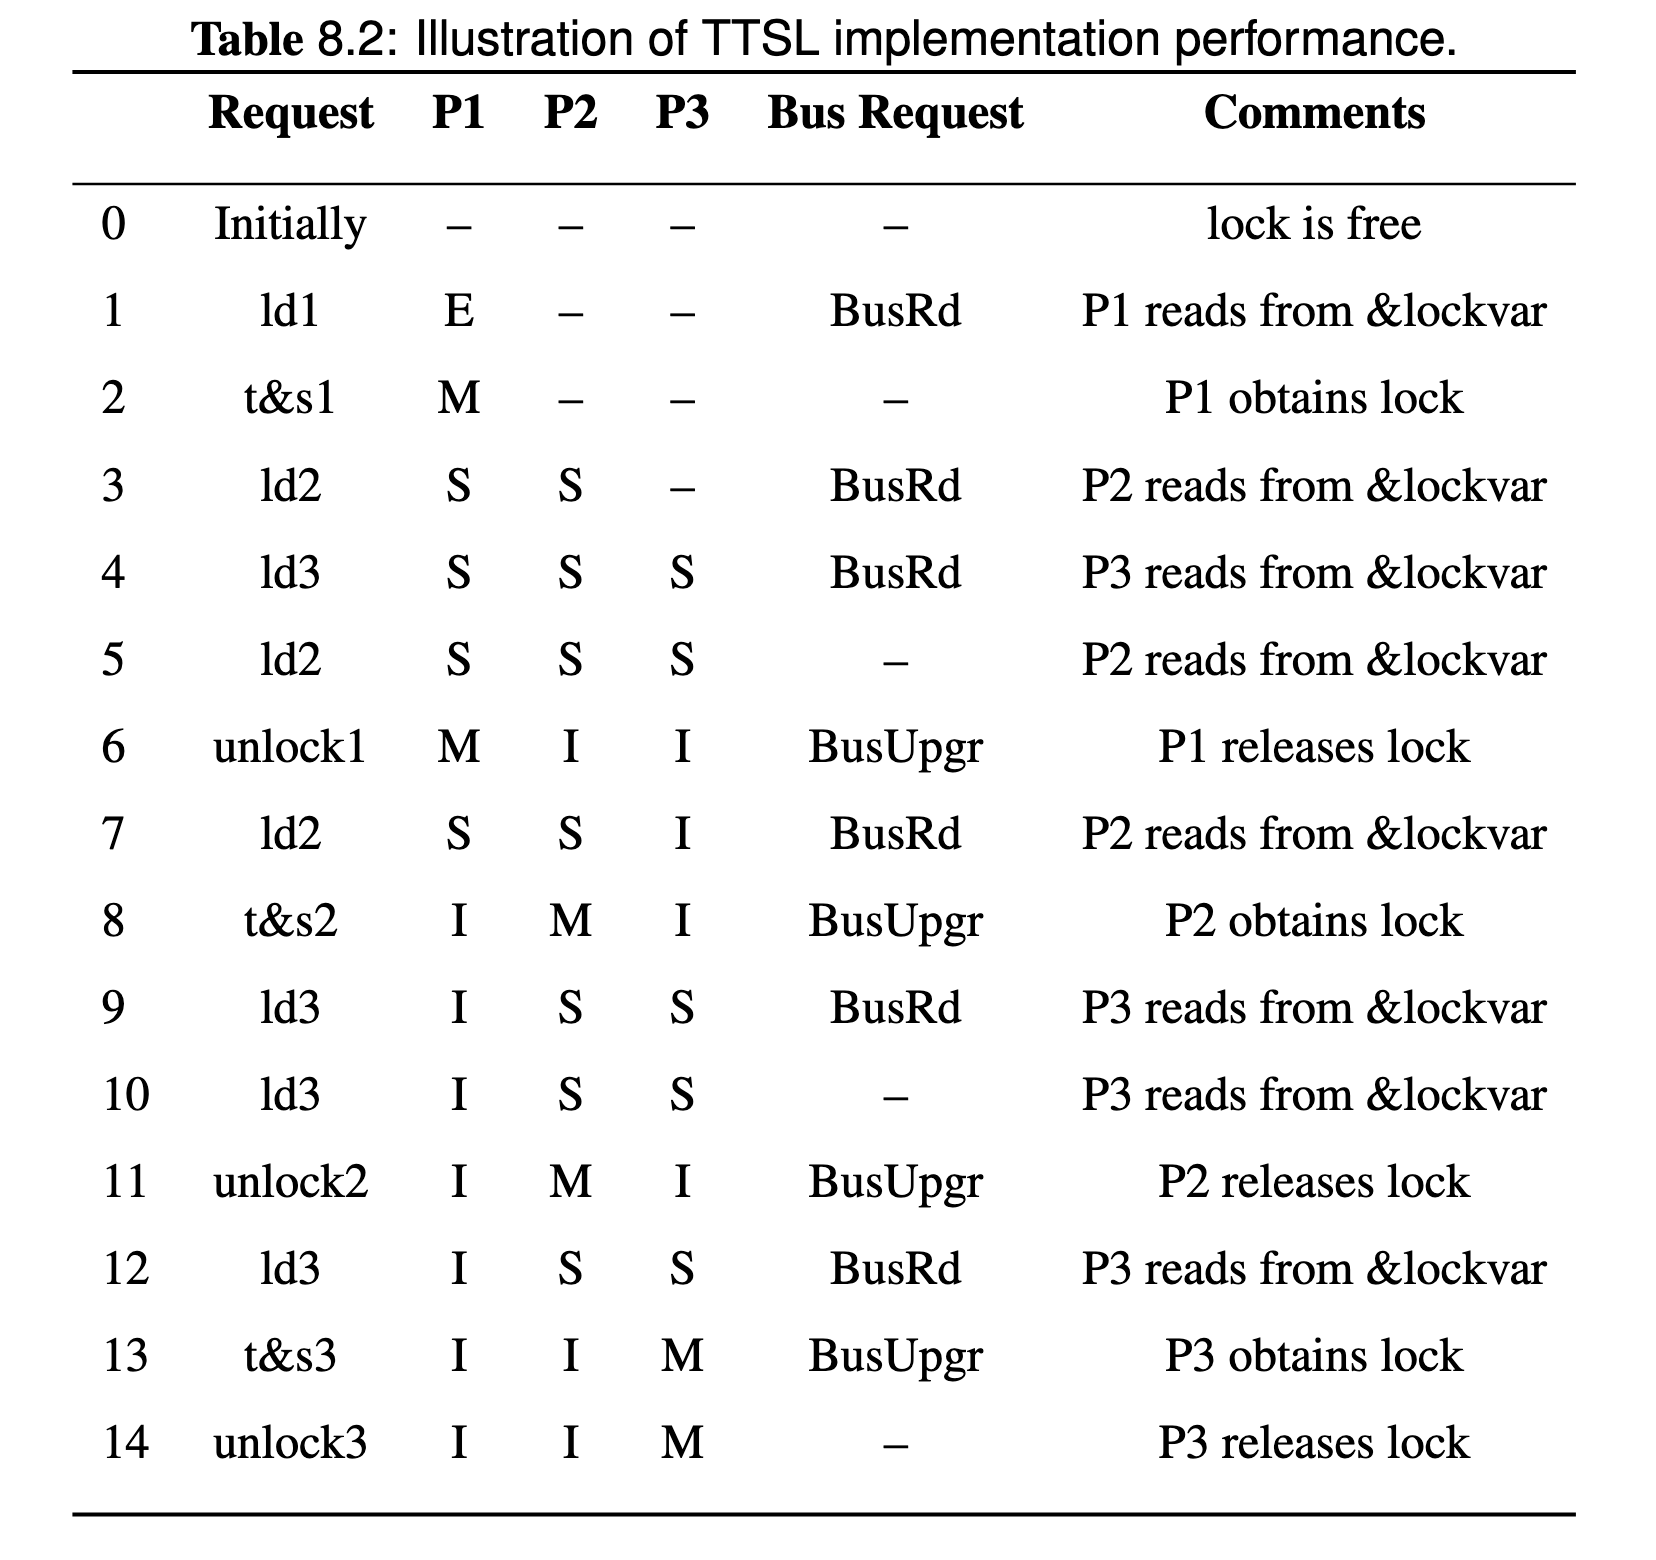 Table 8.2: Illustration of TTSL implementation performance.
Request P1 P2 P3 Bus Request Comments
0 Initially – – – – lock is free
1 ld1 E – – BusRd P1 reads from &lockvar
2 t&s1 M – – – P1 obtains lock
3 ld2 S S – BusRd P2 reads from &lockvar
4 ld3 S S S BusRd P3 reads from &lockvar
5 ld2 S S S – P2 reads from &lockvar
6 unlock1 M I I BusUpgr P1 releases lock
7 ld2 S S I BusRd P2 reads from &lockvar
8 t&s2 I M I BusUpgr P2 obtains lock
9 ld3 I S S BusRd P3 reads from &lockvar
10 ld3 I S S – P3 reads from &lockvar
11 unlock2 I M I BusUpgr P2 releases lock
12 ld3 I S S BusRd P3 reads from &lockvar
13 t&s3 I I M BusUpgr P3 obtains lock
14 unlock3 I I M – P3 releases lock